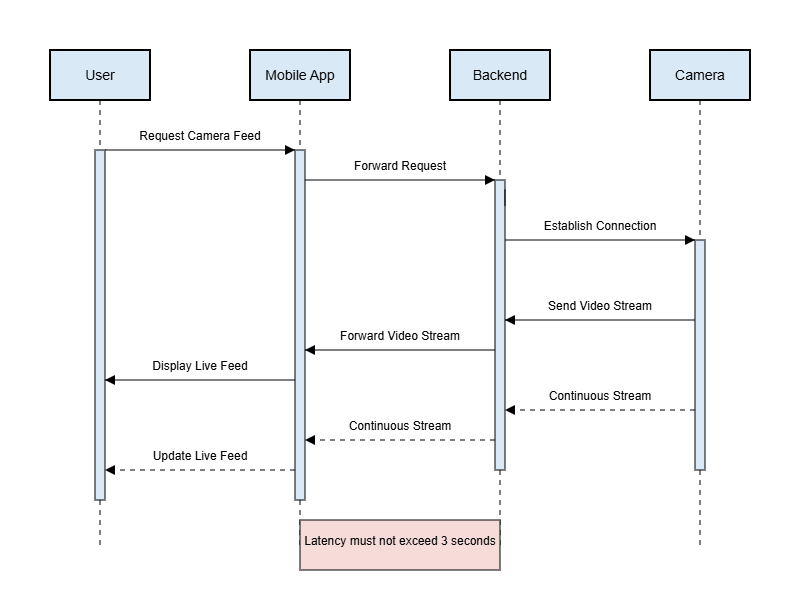 User
Mobile App
Backend
Camera
Request Camera Feed
Forward Request
Establish Connection
Send Video Stream
Forward Video Stream
Display Live Feed
Continuous Stream
Continuous Stream
Update Live Feed
Latency must not exceed 3 seconds